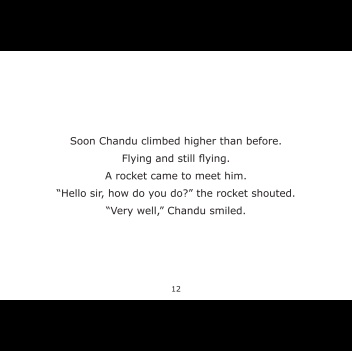 Soon Chandu climbed higher than before.
Flying and still flying.
A rocket came to meet him.
“Hello sir, how do you do?” the rocket shouted.
“Very well,” Chandu smiled.
12